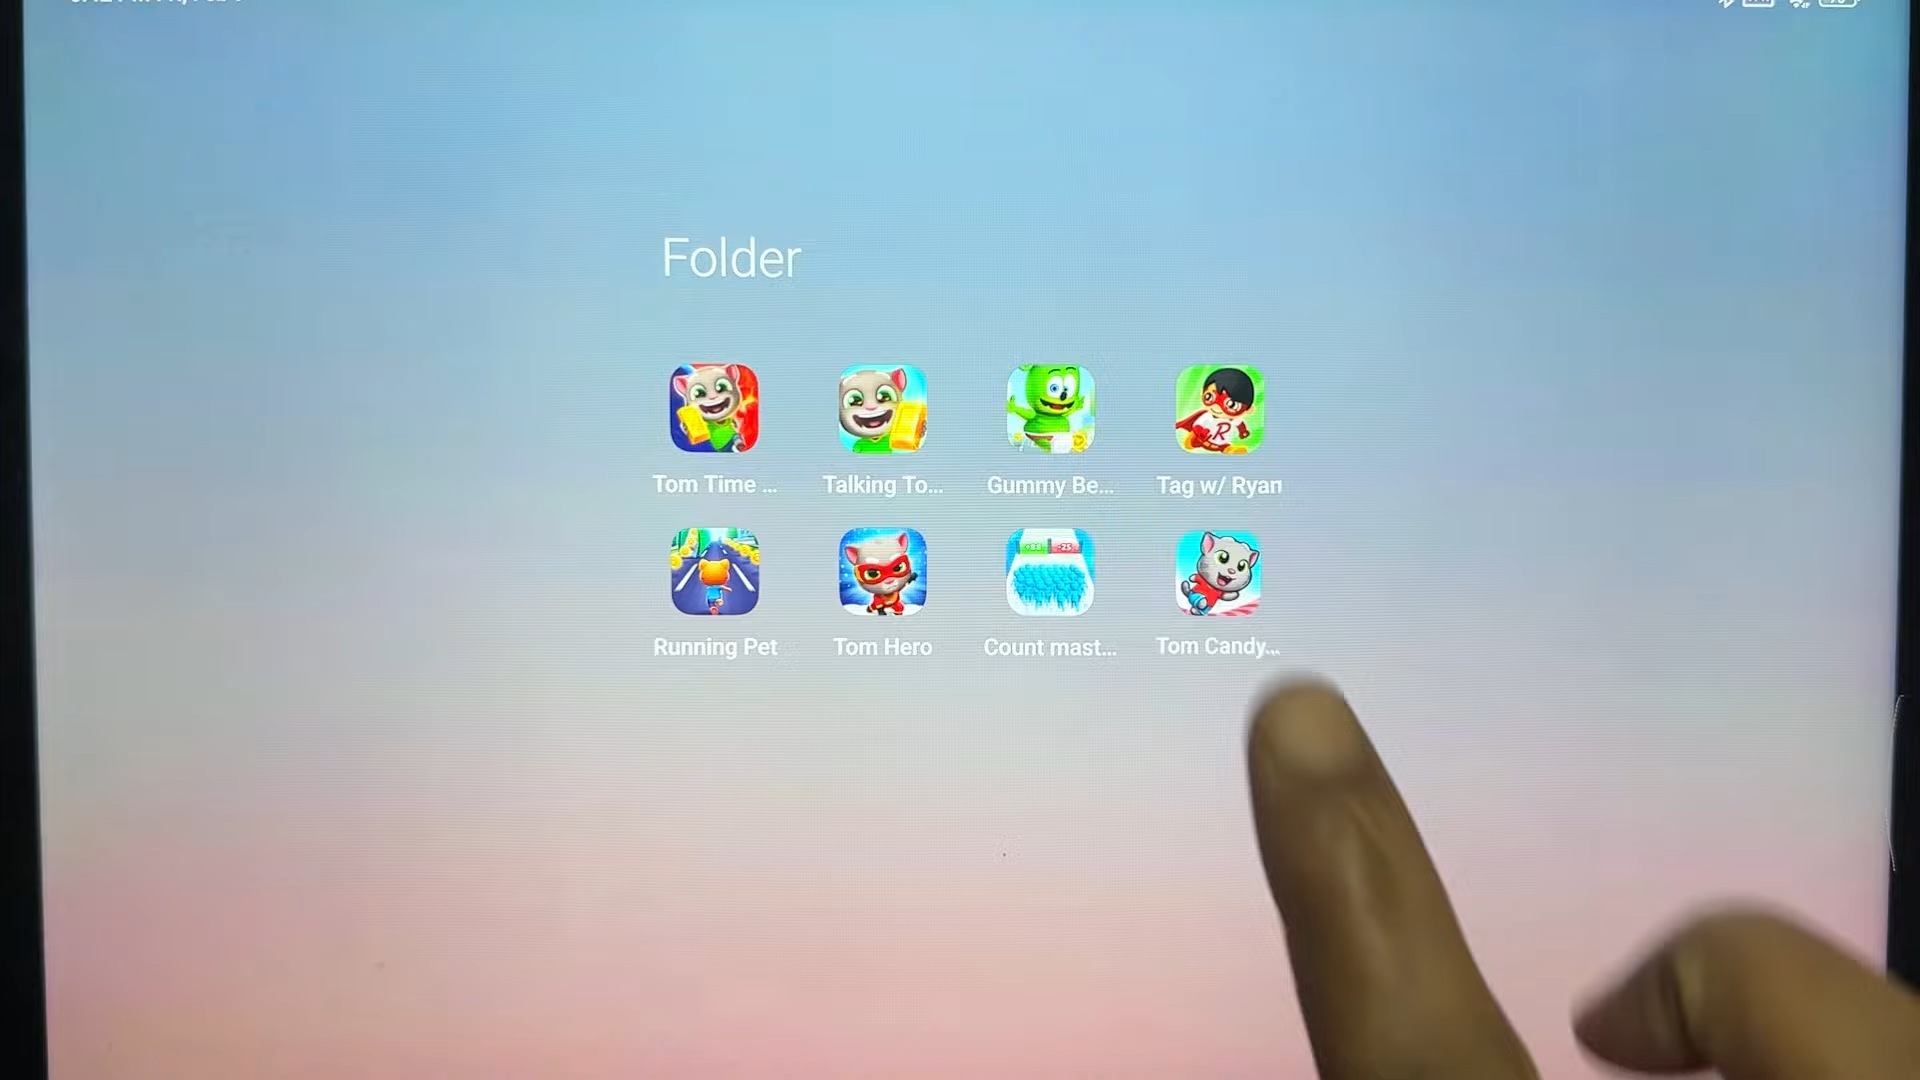 Folder
Tom Time ...
Talking To...
Gummy Be...
Tag w/ Ryan
Running Pet
Tom Hero
Count mast...
Tom Candy...